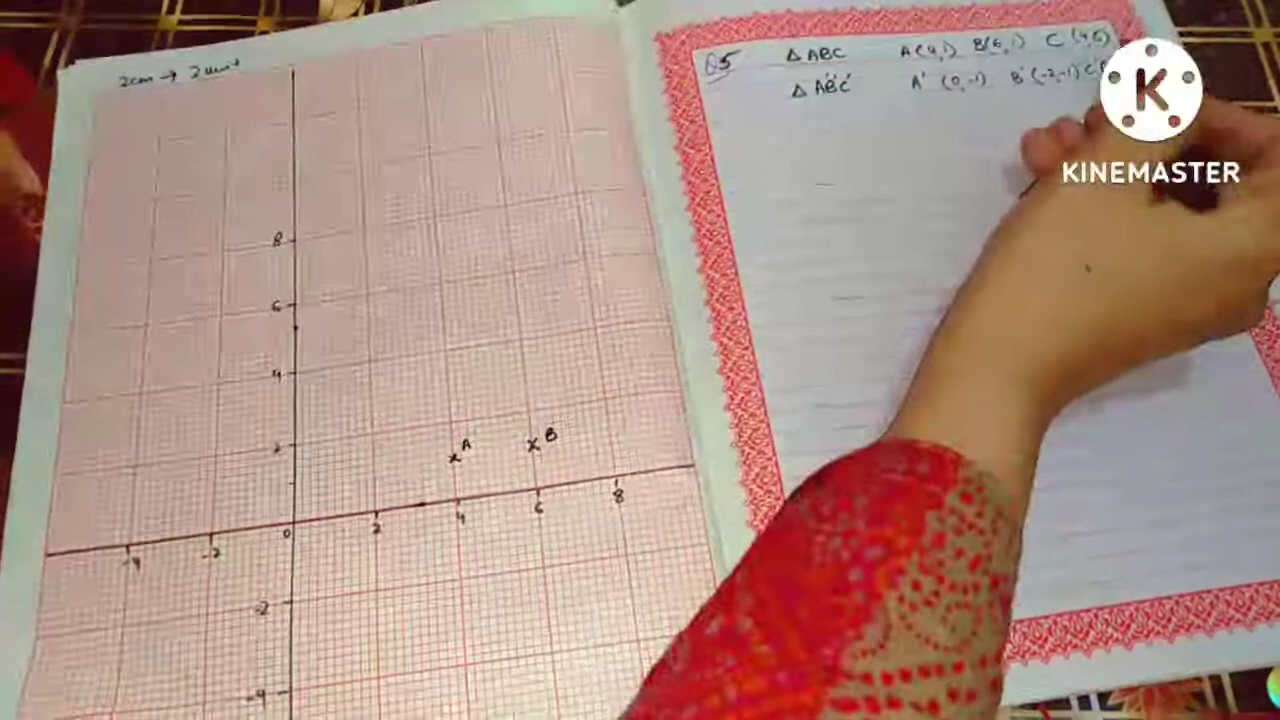 2cm → 2 unit
8
6
4
2
A
B
-4
-2
0
2
4
6
8
-2
-4
Q5 Δ ABC A(4,1) B(6,1) C(4,5)
Δ A'B'C' A' (0,-1) B' (-2,-1) C'
K
KINEMASTER